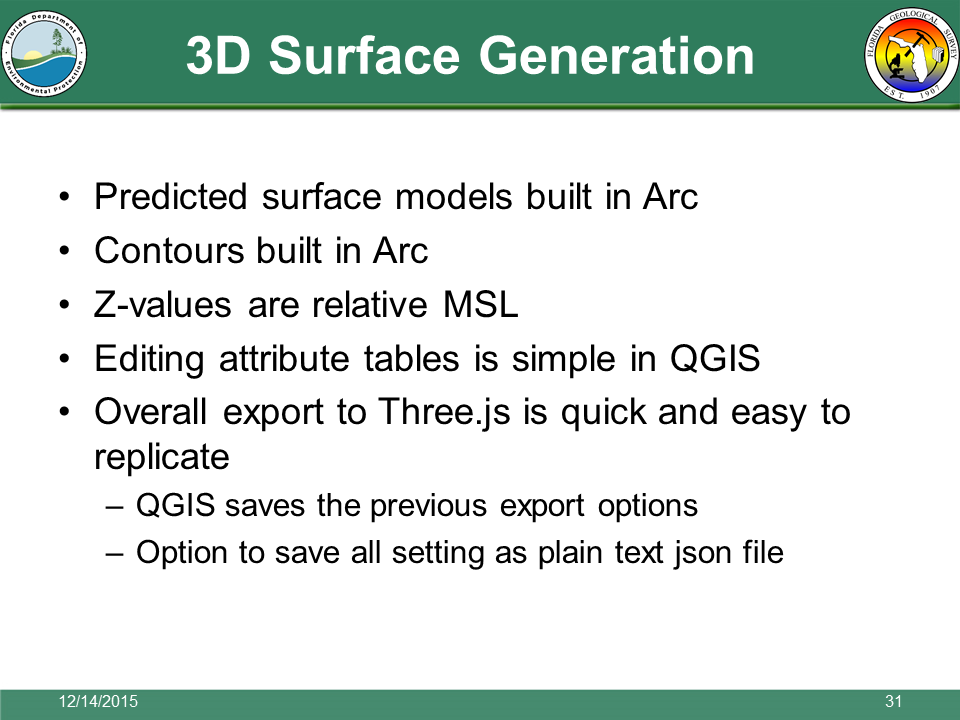 Florida Department of
Environmental Protection
3D Surface Generation
FLORIDA GEOLOGICAL SURVEY
EST. 1907
• Predicted surface models built in Arc
• Contours built in Arc
• Z-values are relative MSL
• Editing attribute tables is simple in QGIS
• Overall export to Three.js is quick and easy to
replicate
– QGIS saves the previous export options
– Option to save all setting as plain text json file
12/14/2015
31